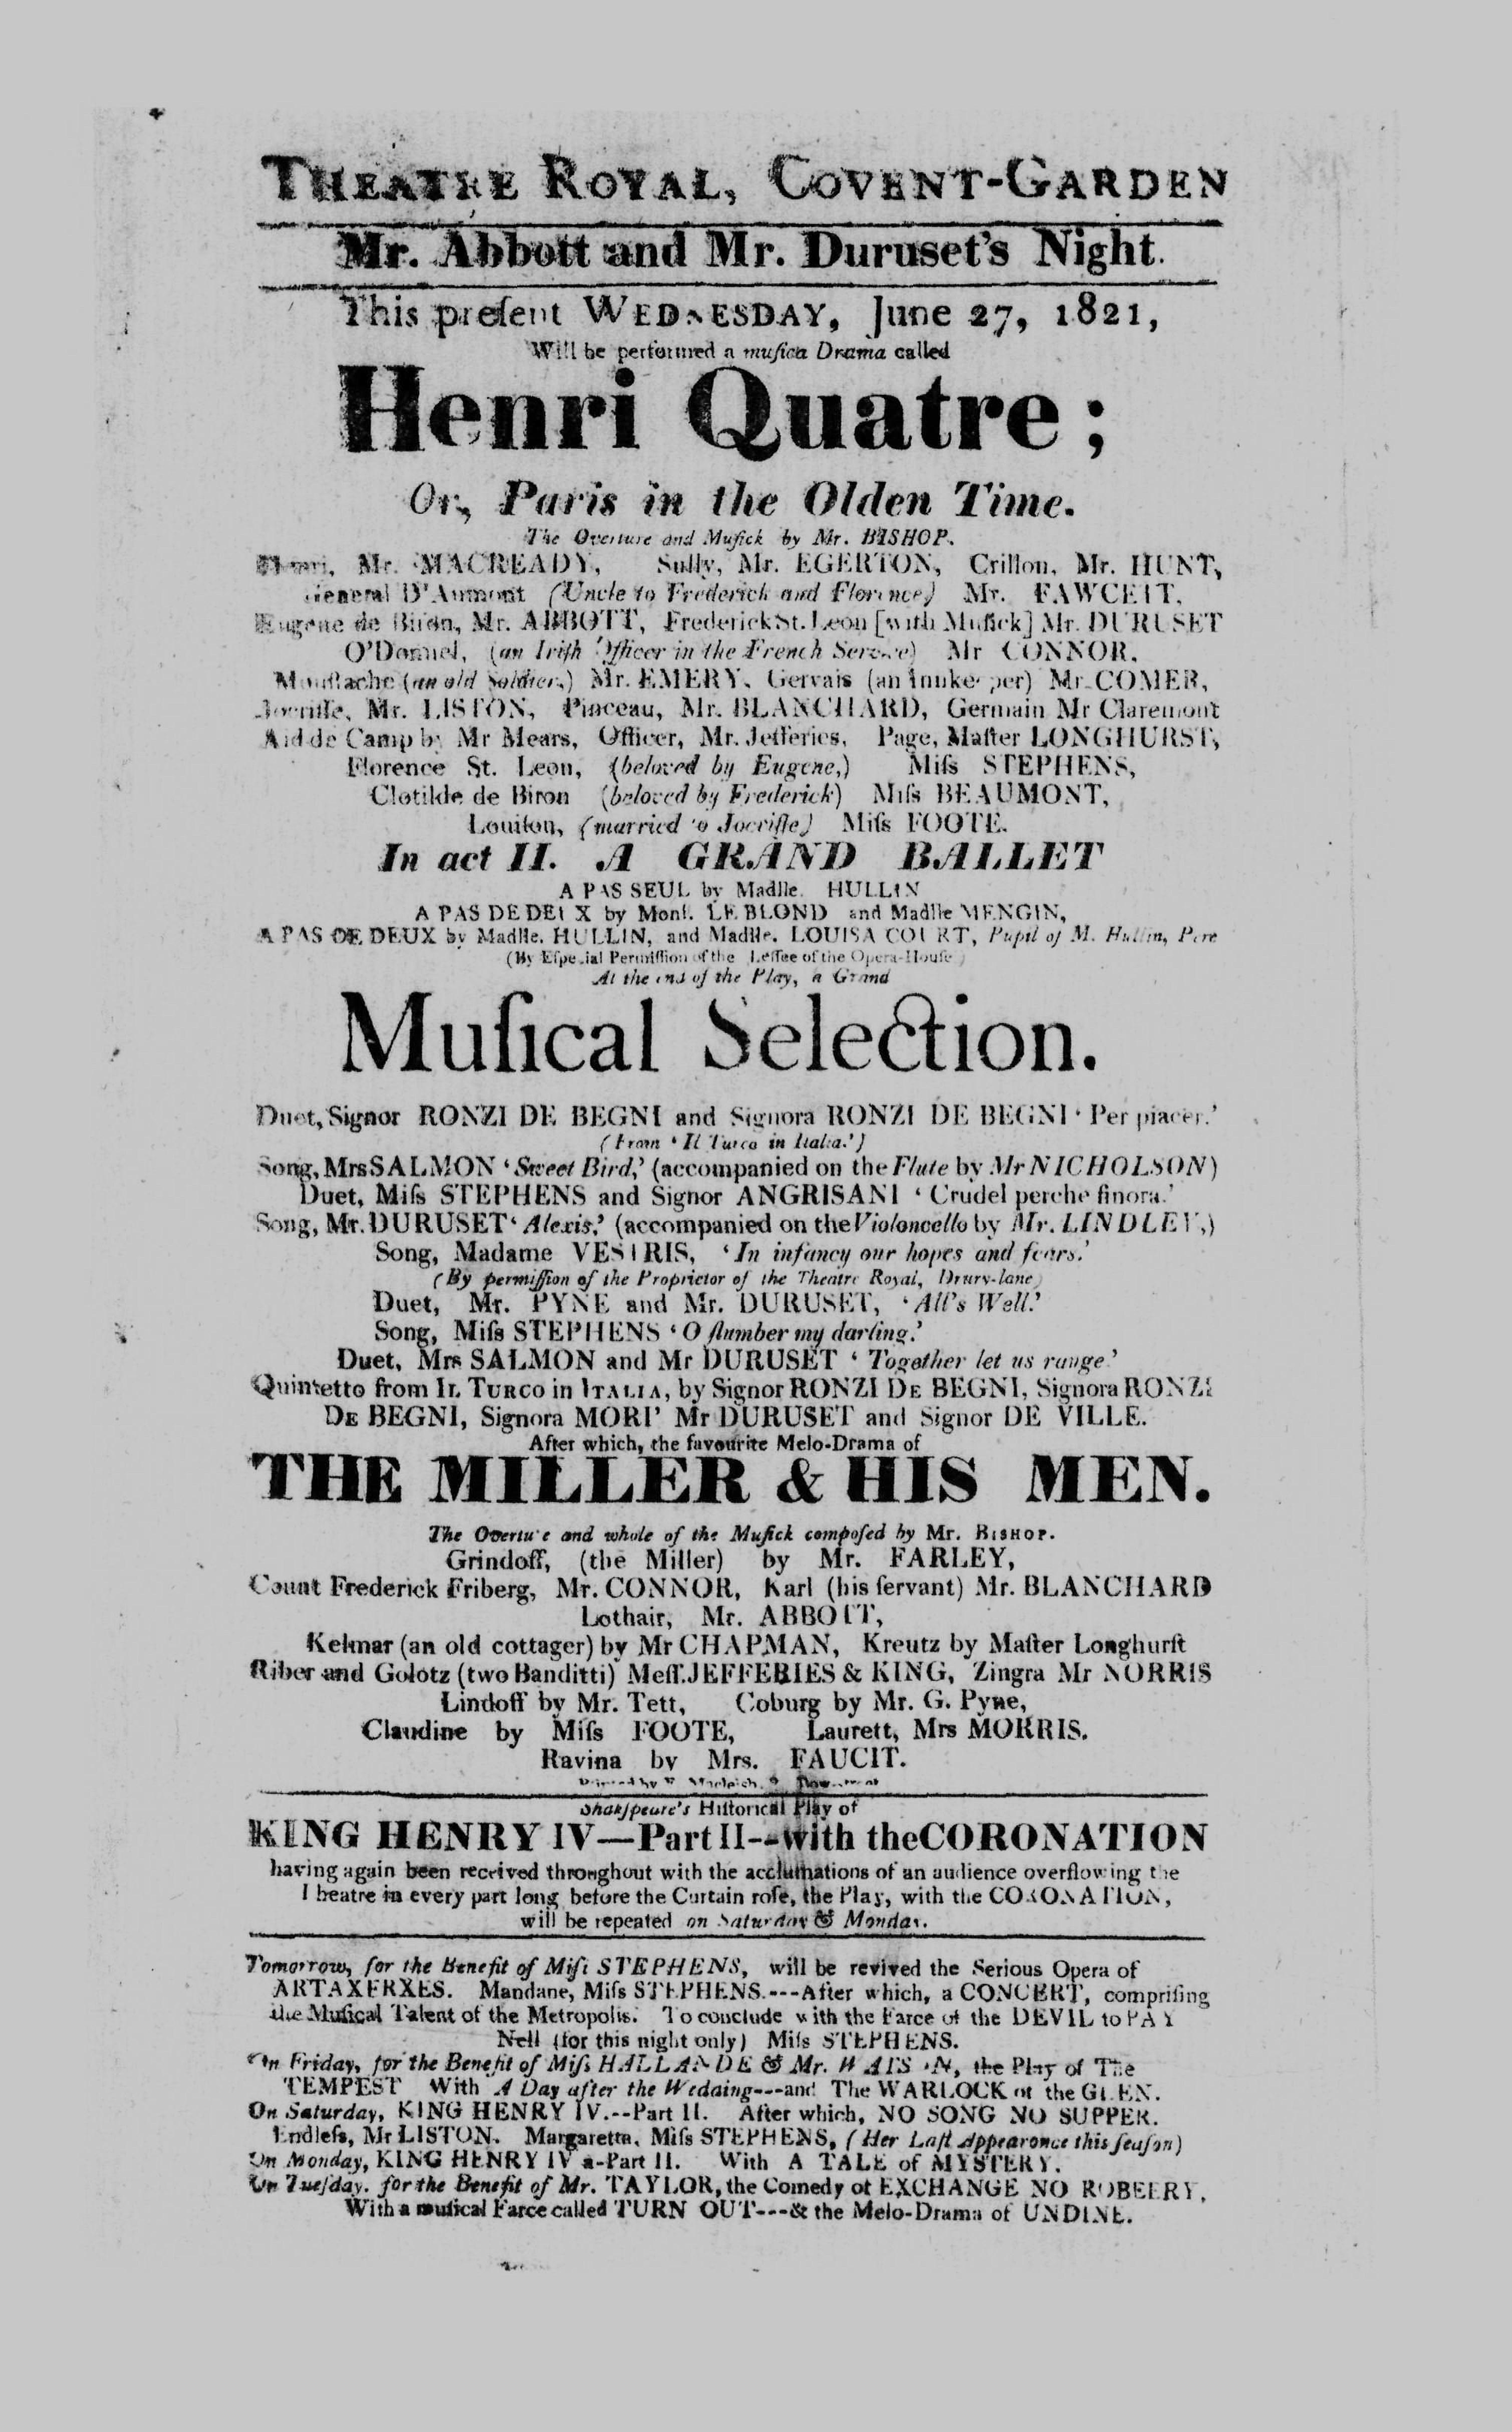 THEATRE ROYAL, COVENT-GARDEN
Mr. Abbott and Mr. Duruset's Night.
This preſent WEDNESDAY, June 27, 1821,
Will be performed a muſica Drama called
Henri Quatre;
Or, Paris in the Olden Time.
The Overture and Muſick by Mr. BISHOP.
Henri, Mr. MACREADY, Sully, Mr. EGERTON, Crillon, Mr. HUNT,
General D'Aumont (Uncle to Frederick and Florence) Mr. FAWCETT,
Eugene de Biron, Mr. ABBOTT, Frederick St. Leon [with Muſick] Mr. DURUSET
O'Donnel, (an Iriſh Officer in the French Service) Mr CONNOR,
Mouſtache (an old Soldier,) Mr. EMERY, Gervais (an Innkeeper) Mr. COMER,
Jocriſſe, Mr. LISTON, Pinceau, Mr. BLANCHARD, Germain Mr Claremont
Aid de Camp by Mr Mears, Officer, Mr. Jefferies, Page, Maſter LONGHURST,
Florence St. Leon, (beloved by Eugene,) Miſs STEPHENS,
Clotilde de Biron (beloved by Frederick) Miſs BEAUMONT,
Louiſon, (married to Jocriſſe) Miſs FOOTE.
In act II. A GRAND BALLET
A PAS SEUL by Madlle. HULLIN
A PAS DE DEUX by Monſ. LE BLOND and Madlle MENGIN,
A PAS DE DEUX by Madlle. HULLIN, and Madlle. LOUISA COURT, Pupil of M. Hullin, Pere
(By Eſpecial Permiſſion of the Leſſee of the Opera-Houſe)
At the end of the Play, a Grand
Muſical Selection.
Duet, Signor RONZI DE BEGNI and Signora RONZI DE BEGNI ‘Per piacer.’
(From ‘Il Turco in Italia.’)
Song, Mrs SALMON ‘Sweet Bird,’ (accompanied on the Flute by Mr NICHOLSON)
Duet, Miſs STEPHENS and Signor ANGRISANI ‘Crudel perche finora.’
Song, Mr. DURUSET ‘Alexis,’ (accompanied on the Violoncello by Mr. LINDLEY,)
Song, Madame VESTRIS, ‘In infancy our hopes and fears.’
(By permiſſion of the Proprietor of the Theatre Royal, Drury-lane)
Duet, Mr. PYNE and Mr. DURUSET, ‘All's Well.’
Song, Miſs STEPHENS ‘O ſlumber my darling.’
Duet, Mrs SALMON and Mr DURUSET ‘Together let us range’
Quintetto from IL TURCO in ITALIA, by Signor RONZI DE BEGNI, Signora RONZI
DE BEGNI, Signora MORI' Mr DURUSET and Signor DE VILLE.
After which, the favourite Melo-Drama of
THE MILLER & HIS MEN.
The Overture and whole of the Muſick compoſed by Mr. BISHOP.
Grindoff, (the Miller) by Mr. FARLEY,
Count Frederick Friberg, Mr. CONNOR, Karl (his ſervant) Mr. BLANCHARD
Lothair, Mr. ABBOTT,
Kelmar (an old cottager) by Mr CHAPMAN, Kreutz by Maſter Longhurſt
Riber and Golotz (two Banditti) Meſſ. JEFFERIES & KING, Zingra Mr NORRIS
Lindoff by Mr. Tett, Coburg by Mr. G. Pyne,
Claudine by Miſs FOOTE, Laurett, Mrs MORRIS.
Ravina by Mrs. FAUCIT.
Shakſpeare's Hiſtorical Play of
KING HENRY IV—Part II--with the CORONATION
having again been received throughout with the acclamations of an audience overflowing the
Theatre in every part long before the Curtain roſe, the Play, with the CORONATION,
will be repeated on Saturday & Monday.
Tomorrow, for the Benefit of Miſs STEPHENS, will be revived the Serious Opera of
ARTAXERXES. Mandane, Miſs STEPHENS.---After which, a CONCERT, compriſing
the Muſical Talent of the Metropolis. To conclude with the Farce of the DEVIL to PAY
Nell (for this night only) Miſs STEPHENS.
On Friday, for the Benefit of Miſs HALLANDE & Mr. WATSON, the Play of The
TEMPEST With A Day after the Wedding---and The WARLOCK of the GLEN.
On Saturday, KING HENRY IV.--Part II. After which, NO SONG NO SUPPER.
Endleſs, Mr LISTON. Margaretta, Miſs STEPHENS, (Her Laſt Appearance this ſeaſon)
On Monday, KING HENRY IV--Part II. With A TALE of MYSTERY.
On Tueſday, for the Benefit of Mr. TAYLOR, the Comedy of EXCHANGE NO ROBBERY,
With a muſical Farce called TURN OUT---& the Melo-Drama of UNDINE.